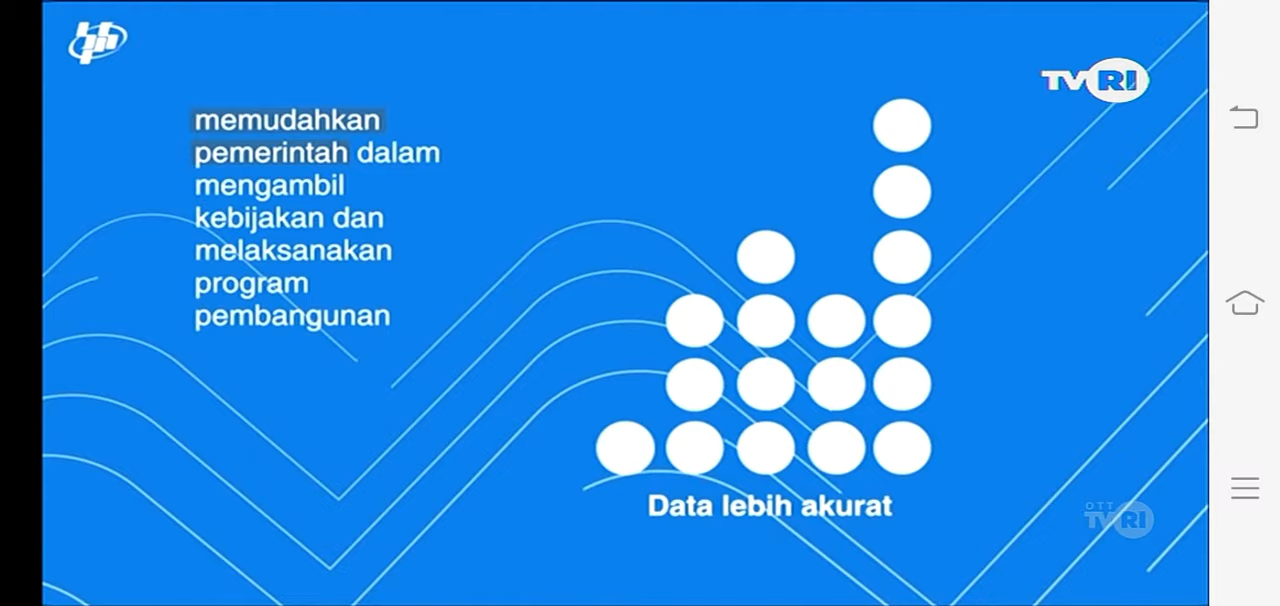 TVRI
memudahkan
pemerintah dalam
mengambil
kebijakan dan
melaksanakan
program
pembangunan
Data lebih akurat
OTT
TVRI